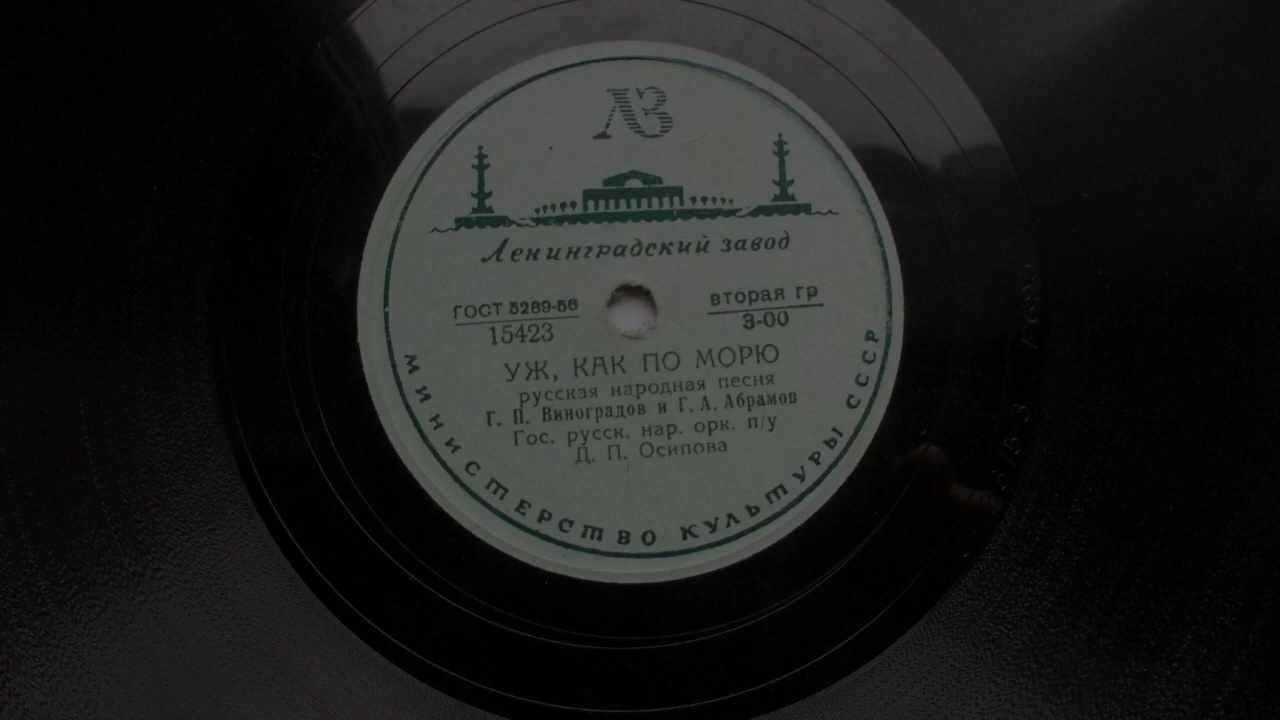 ЛЗ
Ленинградский завод
ГОСТ 5289-56
15423
вторая гр
3-00
УЖ, КАК ПО МОРЮ
русская народная песня
Г. П. Виноградов и Г. А. Абрамов
Гос. русск. нар. орк. п/у
Д. П. Осипова
МИНИСТЕРСТВО КУЛЬТУРЫ СССР